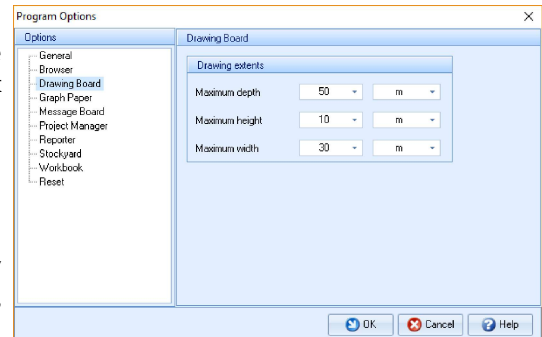 Program Options
Options
General
Browser
Drawing Board
Graph Paper
Message Board
Project Manager
Reporter
Stockyard
Workbook
Reset
Drawing Board
Drawing extents
Maximum depth 50 m
Maximum height 10 m
Maximum width 30 m
OK Cancel Help